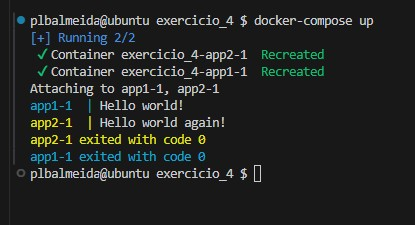 plbalmeida@ubuntu exercicio_4 $ docker-compose up
[+] Running 2/2
✓ Container exercicio_4-app2-1 Recreated
✓ Container exercicio_4-app1-1 Recreated
Attaching to app1-1, app2-1
app1-1 | Hello world!
app2-1 | Hello world again!
app2-1 exited with code 0
app1-1 exited with code 0
plbalmeida@ubuntu exercicio_4 $